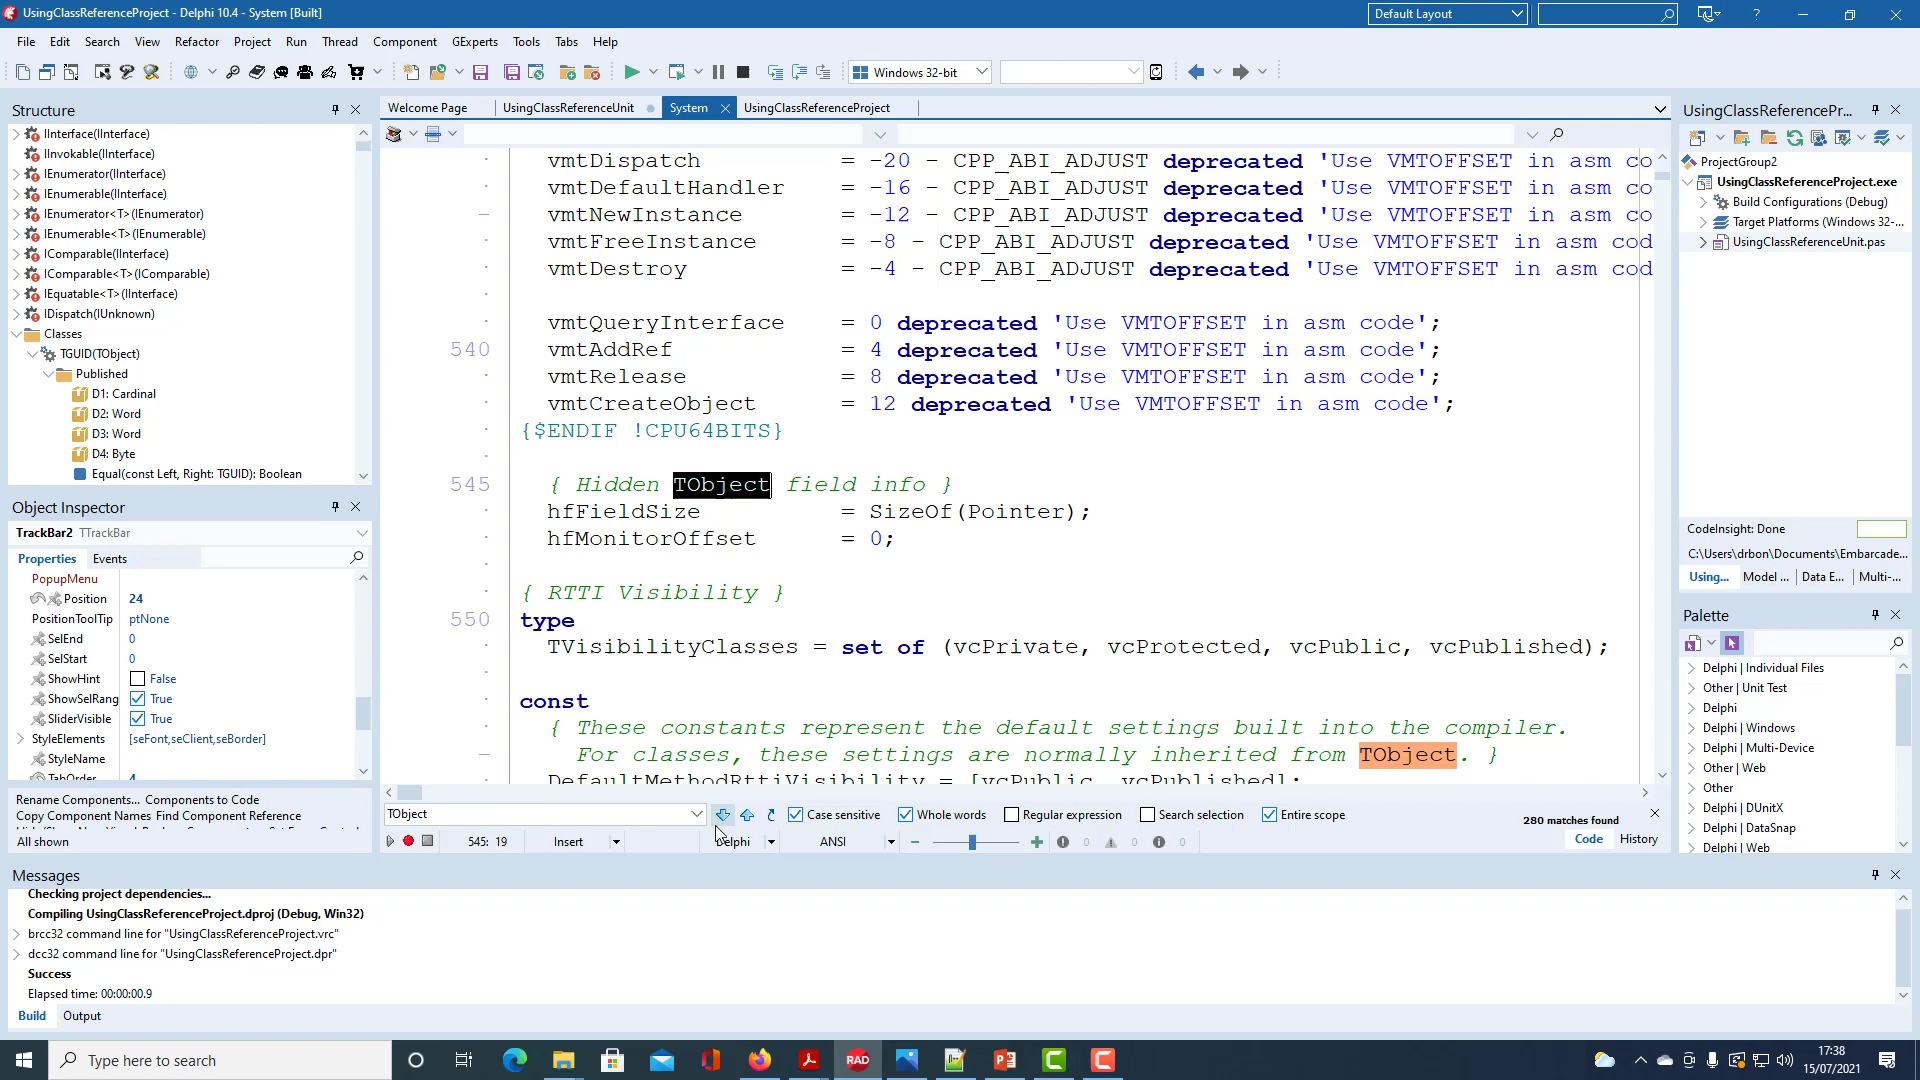 UsingClassReferenceProject - Delphi 10.4 - System [Built]
Default Layout
File Edit Search View Refactor Project Run Thread Component GExperts Tools Tabs Help
Windows 32-bit
Structure
IInterface(IInterface)
IInvokable(IInterface)
IEnumerator(IInterface)
IEnumerable(IInterface)
IEnumerator<T>(IEnumerator)
IEnumerable<T>(IEnumerable)
IComparable(IInterface)
IComparable<T>(IComparable)
IEquatable<T>(IInterface)
IDispatch(IUnknown)
Classes
TGUID(TObject)
Published
D1: Cardinal
D2: Word
D3: Word
D4: Byte
Equal(const Left, Right: TGUID): Boolean
Object Inspector
TrackBar2 TTrackBar
Properties Events
PopupMenu
Position 24
PositionToolTip ptNone
SelEnd 0
SelStart 0
ShowHint False
ShowSelRang True
SliderVisible True
StyleElements [seFont,seClient,seBorder]
StyleName
TabOrder 4
Rename Components... Components to Code
Copy Component Names Find Component Reference
All shown
Welcome Page UsingClassReferenceUnit System UsingClassReferenceProject
vmtDispatch = -20 - CPP_ABI_ADJUST deprecated 'Use VMTOFFSET in asm co
vmtDefaultHandler = -16 - CPP_ABI_ADJUST deprecated 'Use VMTOFFSET in asm co
vmtNewInstance = -12 - CPP_ABI_ADJUST deprecated 'Use VMTOFFSET in asm co
vmtFreeInstance = -8 - CPP_ABI_ADJUST deprecated 'Use VMTOFFSET in asm cod
vmtDestroy = -4 - CPP_ABI_ADJUST deprecated 'Use VMTOFFSET in asm cod
vmtQueryInterface = 0 deprecated 'Use VMTOFFSET in asm code';
540 vmtAddRef = 4 deprecated 'Use VMTOFFSET in asm code';
vmtRelease = 8 deprecated 'Use VMTOFFSET in asm code';
vmtCreateObject = 12 deprecated 'Use VMTOFFSET in asm code';
{$ENDIF !CPU64BITS}
545 { Hidden TObject field info }
hfFieldSize = SizeOf(Pointer);
hfMonitorOffset = 0;
{ RTTI Visibility }
550 type
TVisibilityClasses = set of (vcPrivate, vcProtected, vcPublic, vcPublished);
const
{ These constants represent the default settings built into the compiler.
For classes, these settings are normally inherited from TObject. }
DefaultMethodRttiVisibility = [vcPublic, vcPublished];
TObject Case sensitive Whole words Regular expression Search selection Entire scope 280 matches found
545: 19 Insert Delphi ANSI 0 0 0 Code History
UsingClassReferencePr...
ProjectGroup2
UsingClassReferenceProject.exe
Build Configurations (Debug)
Target Platforms (Windows 32-...
UsingClassReferenceUnit.pas
CodeInsight: Done
C:\Users\drbon\Documents\Embarcade...
Using... Model ... Data E... Multi-...
Palette
Delphi | Individual Files
Other | Unit Test
Delphi
Delphi | Windows
Delphi | Multi-Device
Other | Web
Other
Delphi | DUnitX
Delphi | DataSnap
Delphi | Web
Messages
Checking project dependencies...
Compiling UsingClassReferenceProject.dproj (Debug, Win32)
brcc32 command line for "UsingClassReferenceProject.vrc"
dcc32 command line for "UsingClassReferenceProject.dpr"
Success
Elapsed time: 00:00:00.9
Build Output
Type here to search
RAD
17:38
15/07/2021